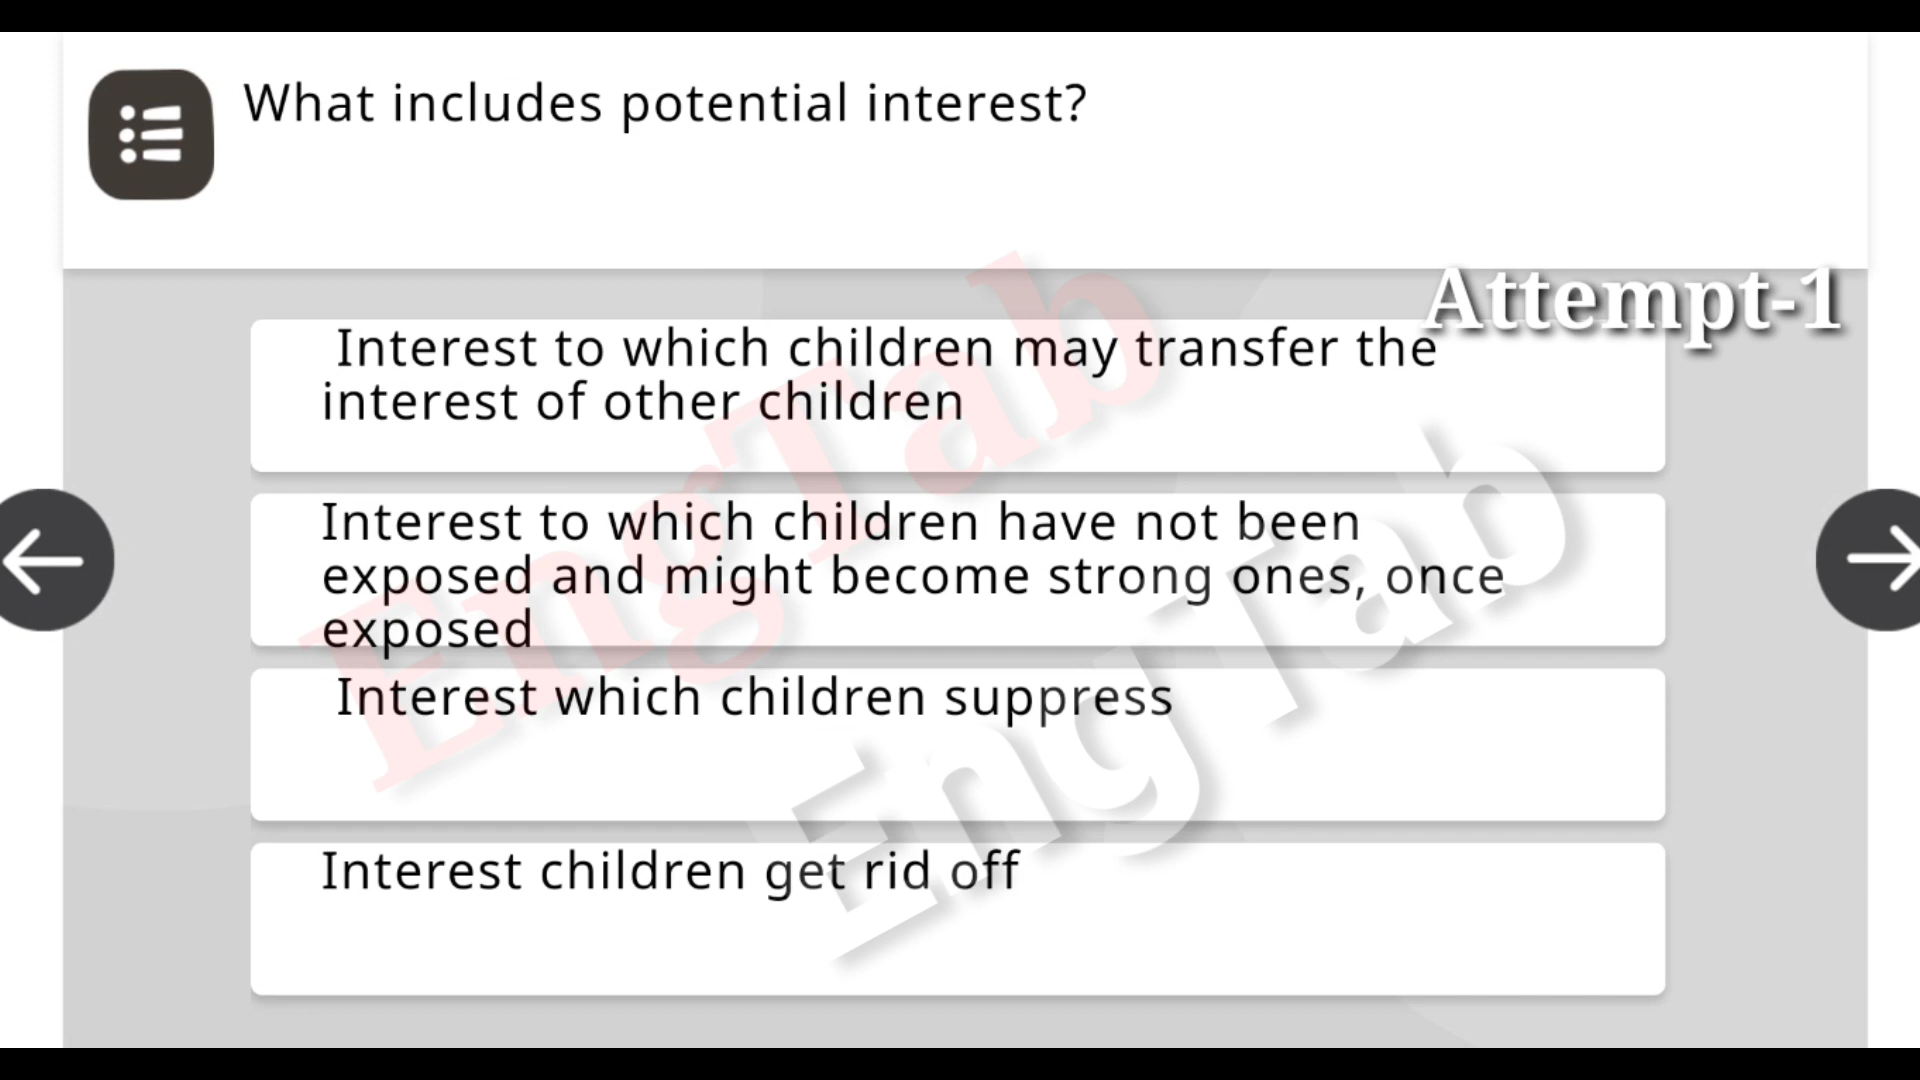 What includes potential interest?
Attempt-1
Interest to which children may transfer the
interest of other children
Interest to which children have not been
exposed and might become strong ones, once
exposed
Interest which children suppress
Interest children get rid off
EngTab
EngTab